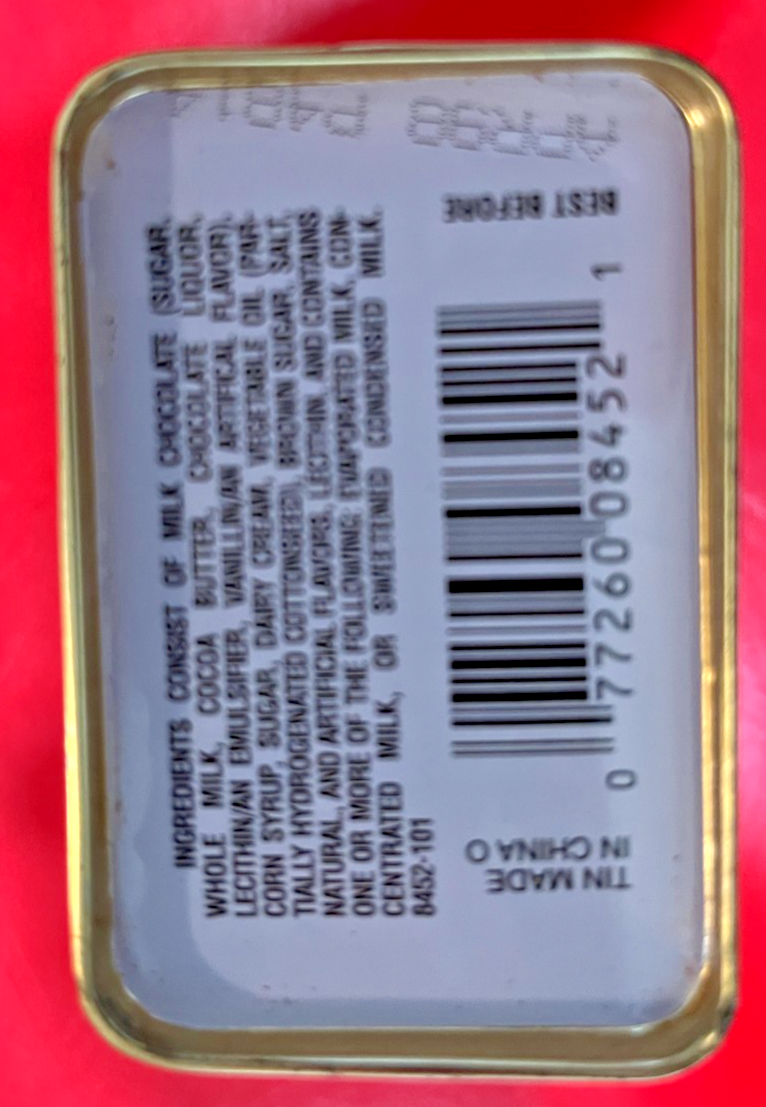 INGREDIENTS CONSIST OF MILK CHOCOLATE (SUGAR,
WHOLE MILK, COCOA BUTTER, CHOCOLATE LIQUOR,
LECITHIN/AN EMULSIFIER, VANILLIN/AN ARTIFICAL FLAVOR),
CORN SYRUP, SUGAR, DAIRY CREAM, VEGETABLE OIL (PAR-
TIALLY HYDROGENATED COTTONSEED), BROWN SUGAR, SALT,
NATURAL, AND ARTIFICIAL FLAVORS, LECITHIN, AND CONTAINS
ONE OR MORE OF THE FOLLOWING: EVAPORATED MILK, CON-
CENTRATED MILK, OR SWEETENED CONDENSED MILK.
8452-101
0 77260 08452 1
BEST BEFORE
TIN MADE
IN CHINA O